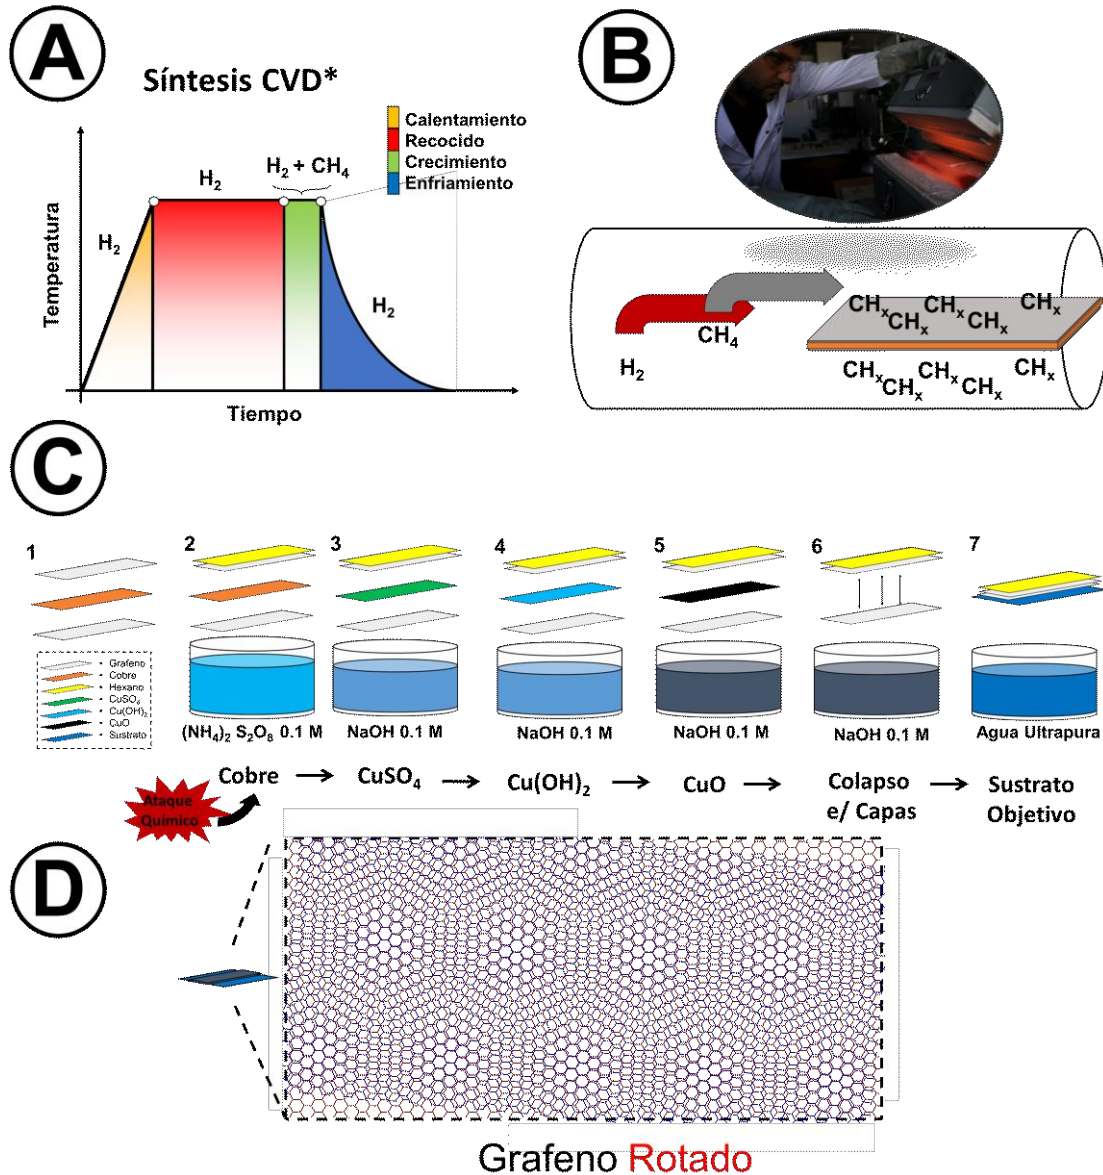 A
Síntesis CVD*
Calentamiento
Recocido
Crecimiento
Enfriamiento
H₂
H₂ + CH₄
H₂
H₂
Temperatura
Tiempo
B
CHₓ CHₓ CHₓ
CHₓ CHₓ
CH₄
H₂
CHₓ CHₓ CHₓ
CHₓ CHₓ
C
1 2 3 4 5 6 7
Grafeno
Cobre
Hexano
CuSO₄
Cu(OH)₂
CuO
Sustrato
(NH₄)₂ S₂O₈ 0.1 M
NaOH 0.1 M
NaOH 0.1 M
NaOH 0.1 M
NaOH 0.1 M
Agua Ultrapura
Ataque
Químico
Cobre → CuSO₄ → Cu(OH)₂ → CuO → Colapso
e/ Capas → Sustrato
Objetivo
D
Grafeno Rotado